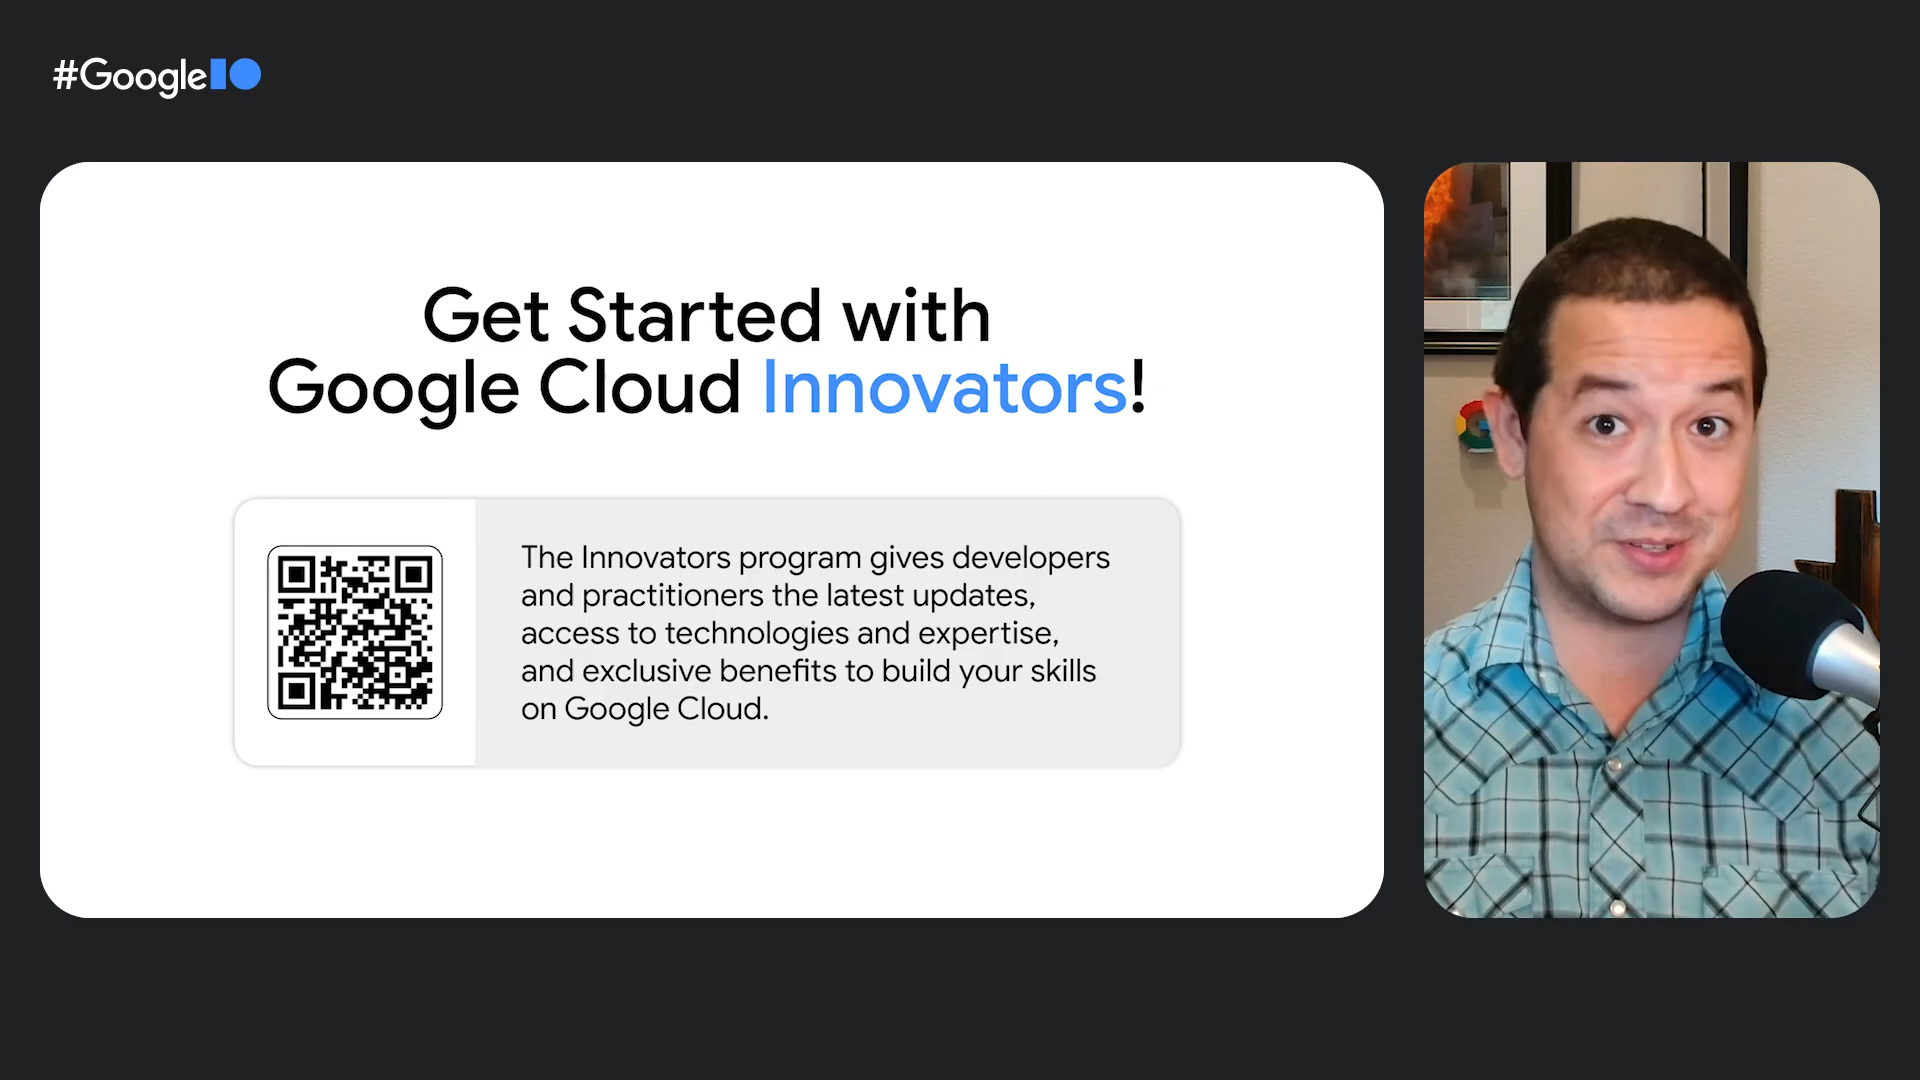 #GoogleIO
Get Started with
Google Cloud Innovators!
The Innovators program gives developers
and practitioners the latest updates,
access to technologies and expertise,
and exclusive benefits to build your skills
on Google Cloud.